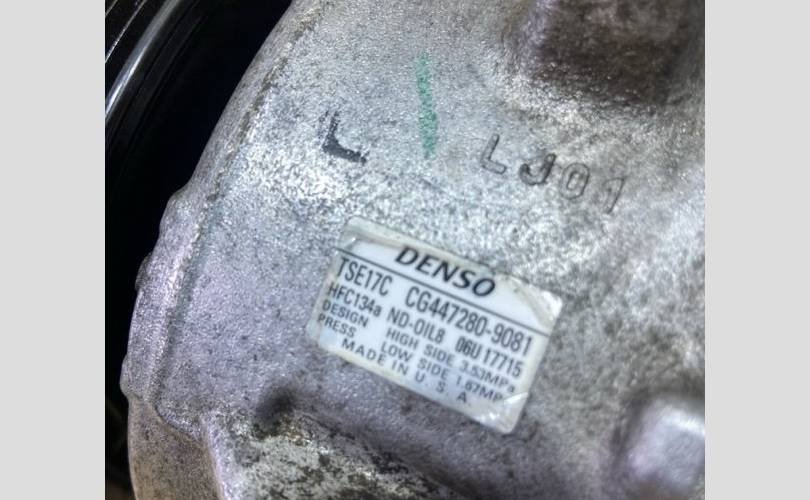 L LJ01
DENSO
TSE17C CG447280-9081
HFC134a ND-OIL8 06U17715
DESIGN HIGH SIDE 3.53MPa
PRESS LOW SIDE 1.67MP
MADE IN U.S.A.